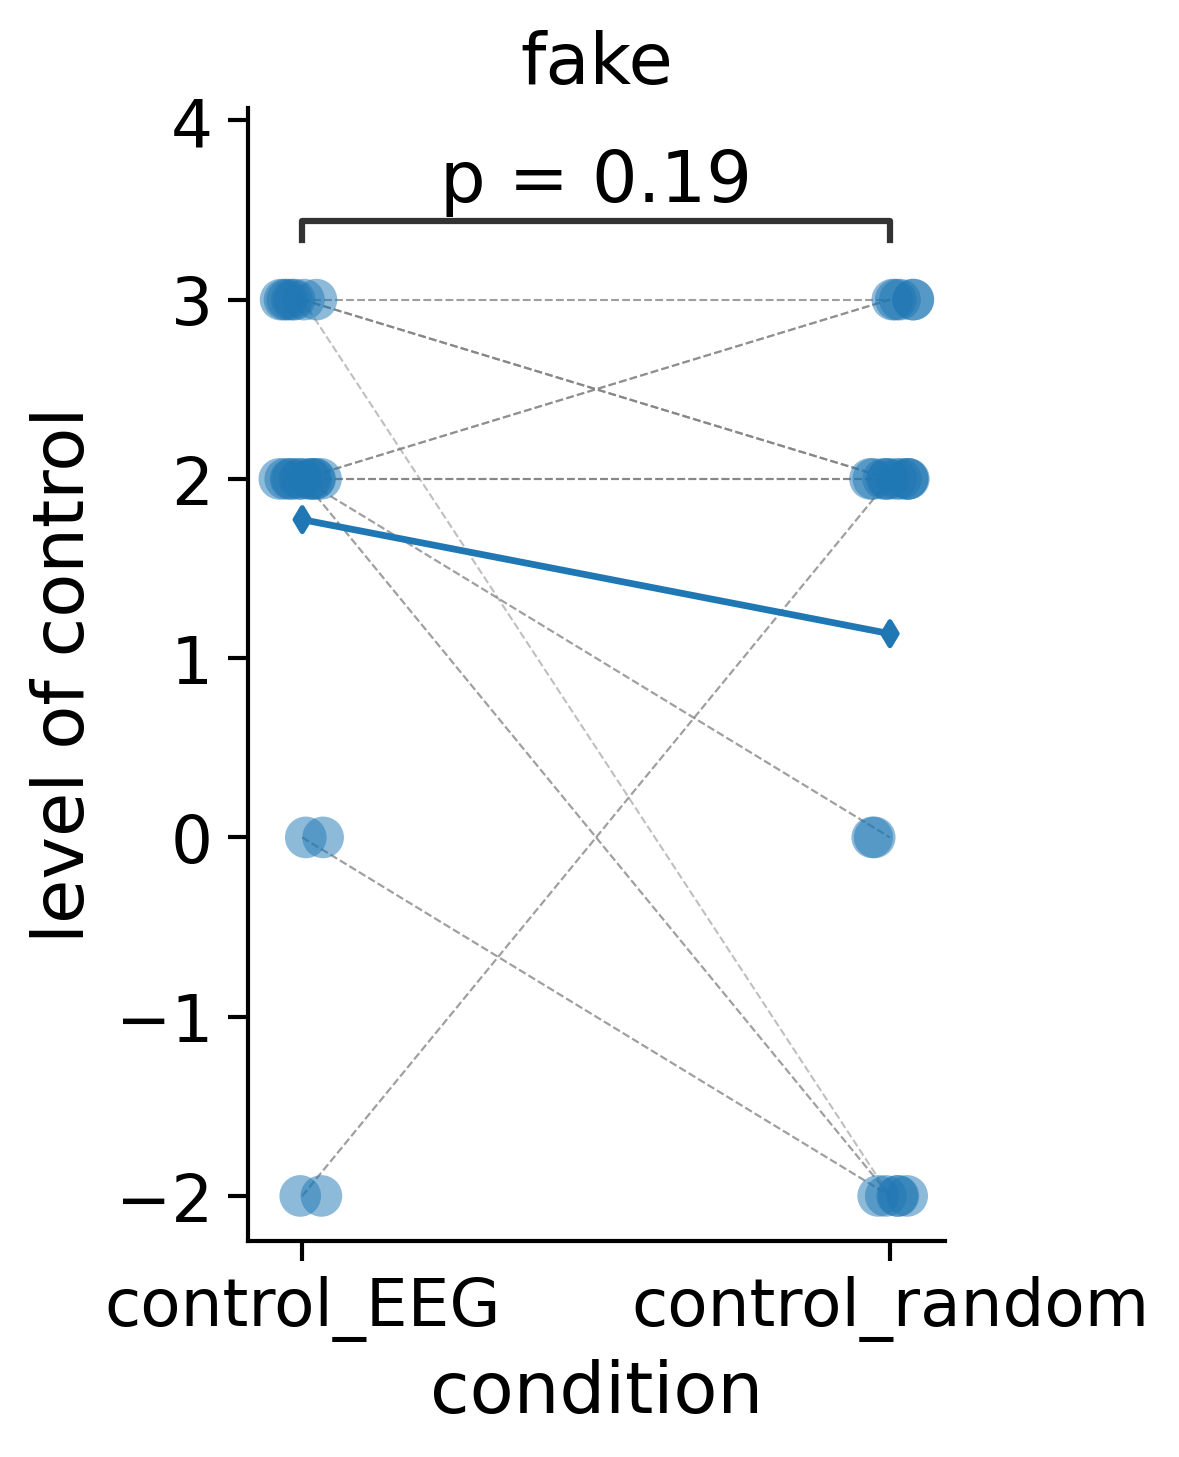 fake
p = 0.19
4
3
2
1
0
−1
−2
level of control
control_EEG
control_random
condition